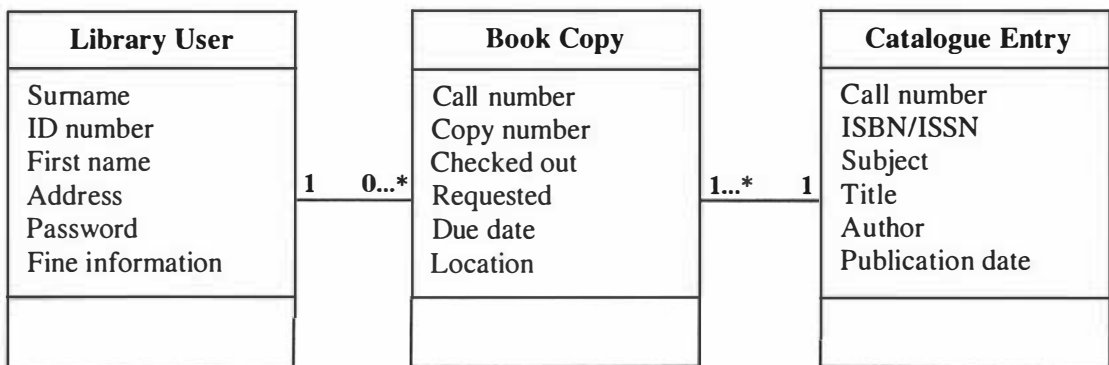 Library User
Surname
ID number
First name
Address
Password
Fine information
1 0...*
Book Copy
Call number
Copy number
Checked out
Requested
Due date
Location
1...* 1
Catalogue Entry
Call number
ISBN/ISSN
Subject
Title
Author
Publication date